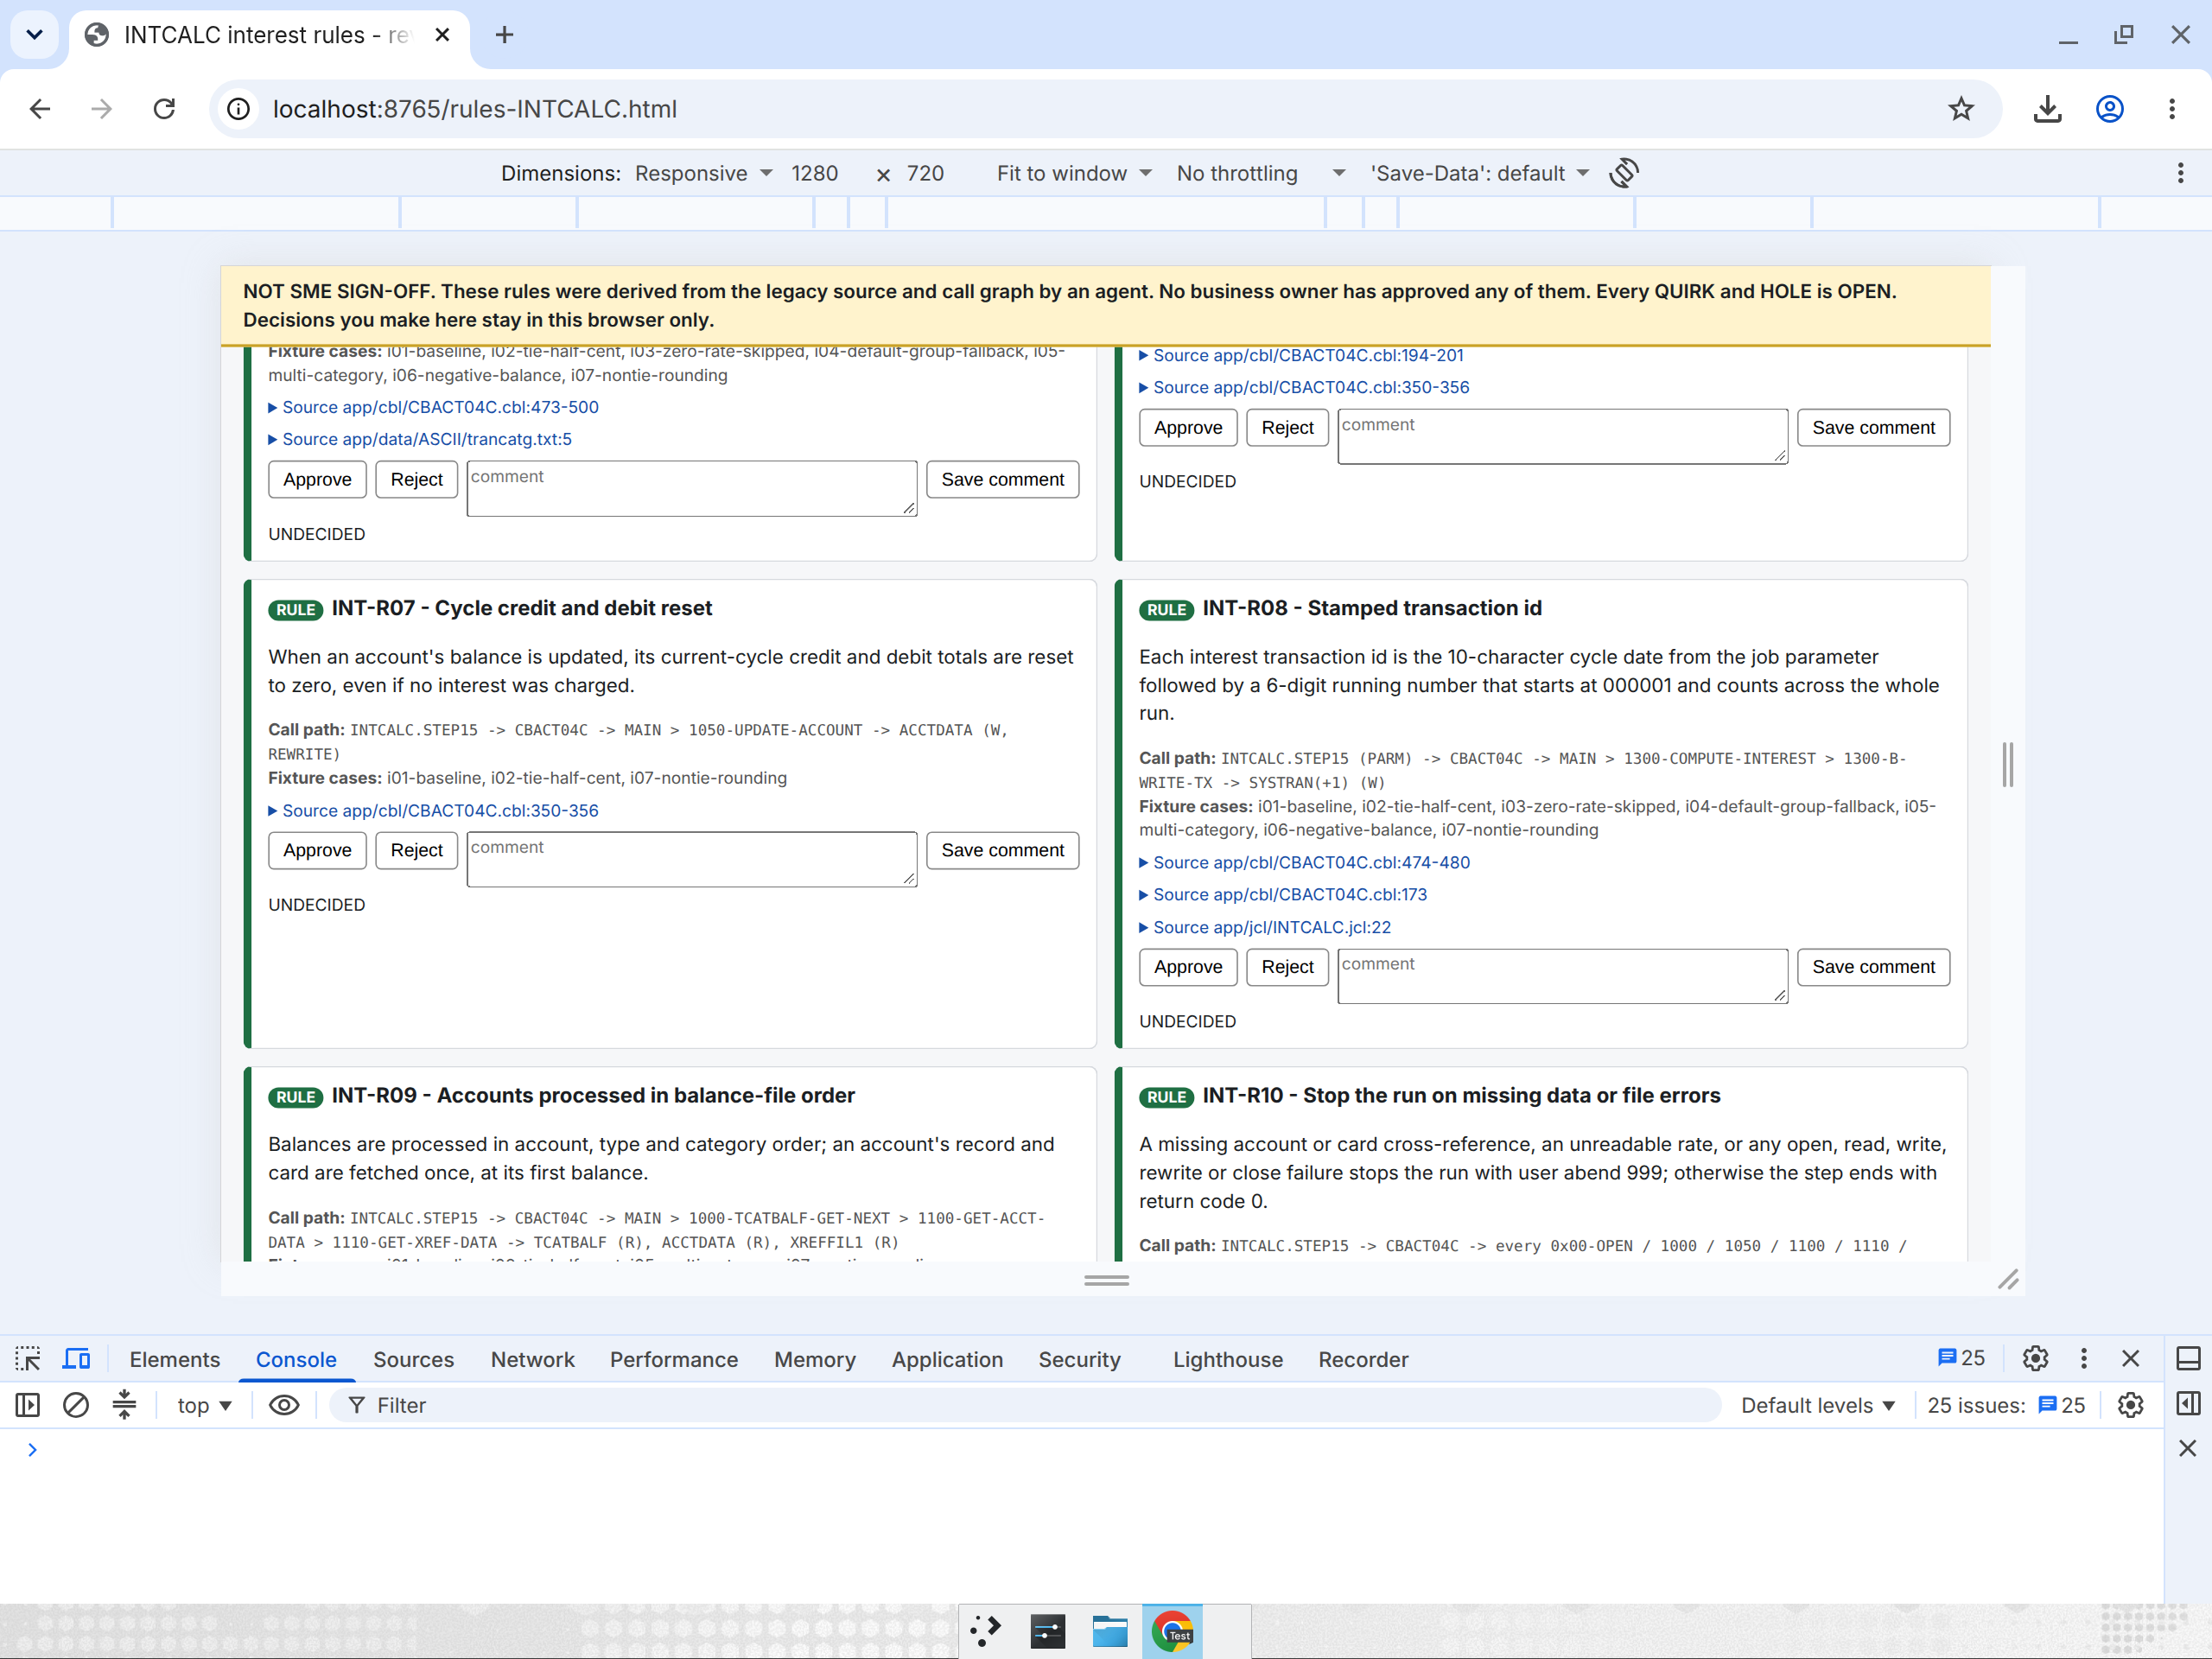 INTCALC interest rules - re
localhost:8765/rules-INTCALC.html
Dimensions: Responsive 1280 × 720 Fit to window No throttling 'Save-Data': default
NOT SME SIGN-OFF. These rules were derived from the legacy source and call graph by an agent. No business owner has approved any of them. Every QUIRK and HOLE is OPEN.
Decisions you make here stay in this browser only.
Fixture cases: i01-baseline, i02-tie-half-cent, i03-zero-rate-skipped, i04-default-group-fallback, i05-
multi-category, i06-negative-balance, i07-nontie-rounding
Source app/cbl/CBACT04C.cbl:473-500
Source app/data/ASCII/trancatg.txt:5
Approve Reject comment Save comment
UNDECIDED
Source app/cbl/CBACT04C.cbl:194-201
Source app/cbl/CBACT04C.cbl:350-356
Approve Reject comment Save comment
UNDECIDED
RULE INT-R07 - Cycle credit and debit reset
When an account's balance is updated, its current-cycle credit and debit totals are reset
to zero, even if no interest was charged.
Call path: INTCALC.STEP15 -> CBACT04C -> MAIN > 1050-UPDATE-ACCOUNT -> ACCTDATA (W,
REWRITE)
Fixture cases: i01-baseline, i02-tie-half-cent, i07-nontie-rounding
Source app/cbl/CBACT04C.cbl:350-356
Approve Reject comment Save comment
UNDECIDED
RULE INT-R08 - Stamped transaction id
Each interest transaction id is the 10-character cycle date from the job parameter
followed by a 6-digit running number that starts at 000001 and counts across the whole
run.
Call path: INTCALC.STEP15 (PARM) -> CBACT04C -> MAIN > 1300-COMPUTE-INTEREST > 1300-B-
WRITE-TX -> SYSTRAN(+1) (W)
Fixture cases: i01-baseline, i02-tie-half-cent, i03-zero-rate-skipped, i04-default-group-fallback, i05-
multi-category, i06-negative-balance, i07-nontie-rounding
Source app/cbl/CBACT04C.cbl:474-480
Source app/cbl/CBACT04C.cbl:173
Source app/jcl/INTCALC.jcl:22
Approve Reject comment Save comment
UNDECIDED
RULE INT-R09 - Accounts processed in balance-file order
Balances are processed in account, type and category order; an account's record and
card are fetched once, at its first balance.
Call path: INTCALC.STEP15 -> CBACT04C -> MAIN > 1000-TCATBALF-GET-NEXT > 1100-GET-ACCT-
DATA > 1110-GET-XREF-DATA -> TCATBALF (R), ACCTDATA (R), XREFFIL1 (R)
RULE INT-R10 - Stop the run on missing data or file errors
A missing account or card cross-reference, an unreadable rate, or any open, read, write,
rewrite or close failure stops the run with user abend 999; otherwise the step ends with
return code 0.
Call path: INTCALC.STEP15 -> CBACT04C -> every 0x00-OPEN / 1000 / 1050 / 1100 / 1110 /
Elements Console Sources Network Performance Memory Application Security Lighthouse Recorder 25
top Filter Default levels 25 issues: 25
Test